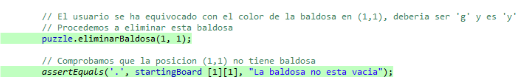 // El usuario se ha equivocado con el color de la baldosa en (1,1), deberia ser 'g' y es 'y'
// Procedemos a eliminar esta baldosa
puzzle.eliminarBaldosa(1, 1);
// Comprobamos que la posicion (1,1) no tiene baldosa
assertEquals('.', startingBoard [1][1], "La baldosa no esta vacia");